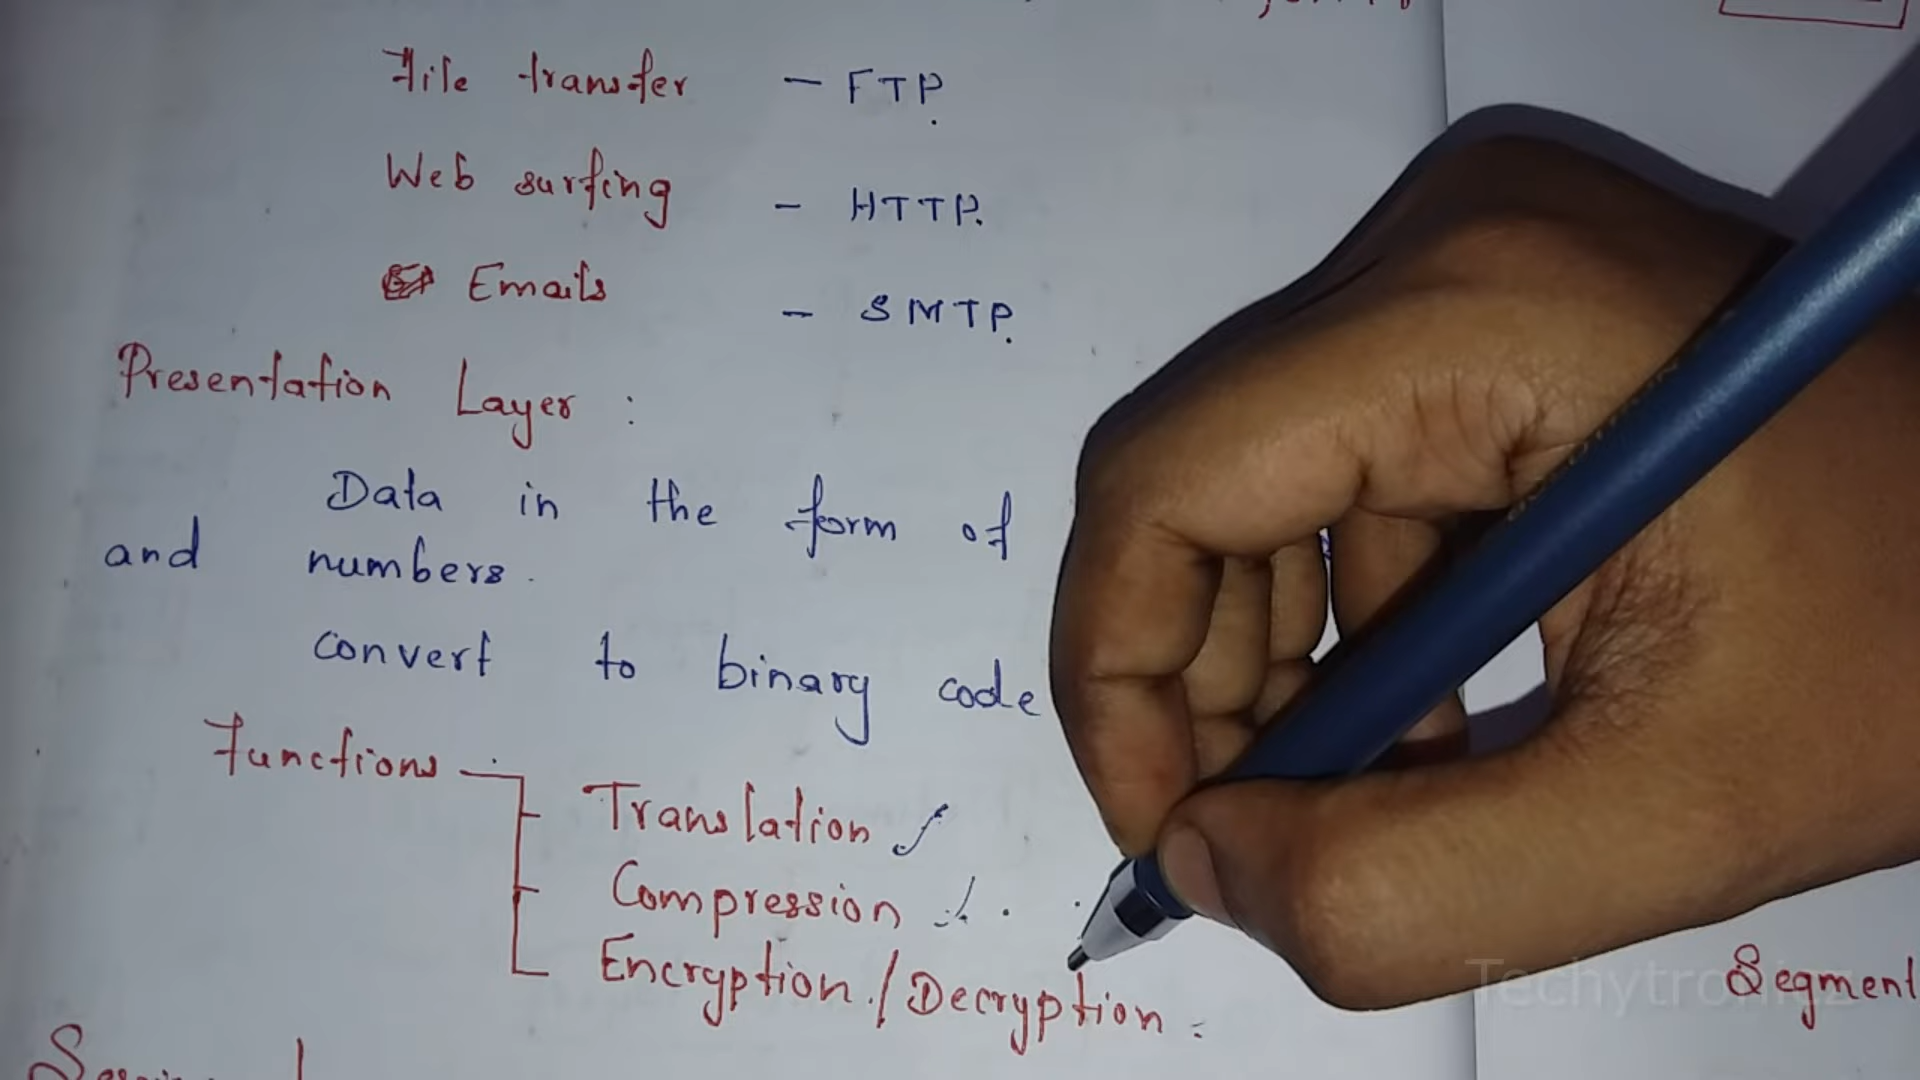 File transfer - FTP.
Web surfing - HTTP.
Emails - SMTP.
Presentation Layer :
Data in the form of
and numbers.
convert to binary code
Functions
Translation
Compression
Encryption / Decryption
Segment
Techytronicz